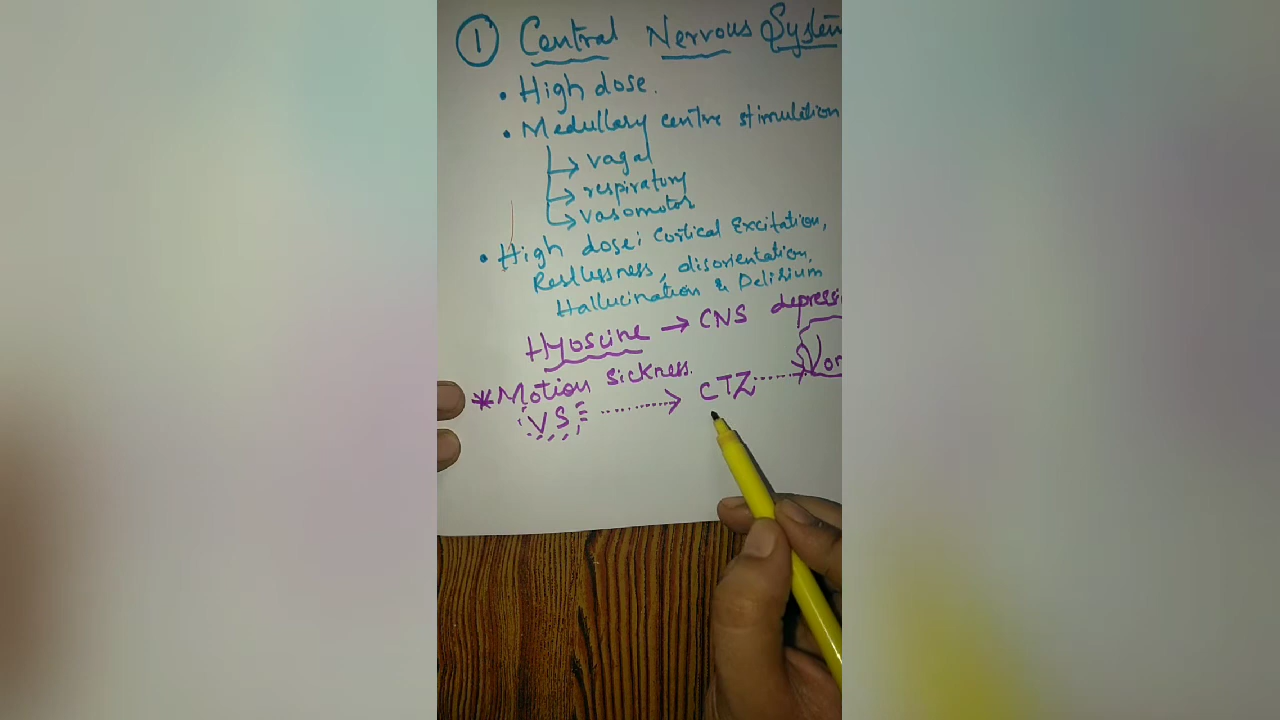 ① Central Nervous System
• High dose.
• Medullary centre stimulation
→ vagal
→ respiratory
→ vasomotor
• High dose: Cortical Excitation,
Restlessness, disorientation,
Hallucination & Delirium
Hyoscine → CNS depressi
* Motion sickness.
VS → CTZ → Vom